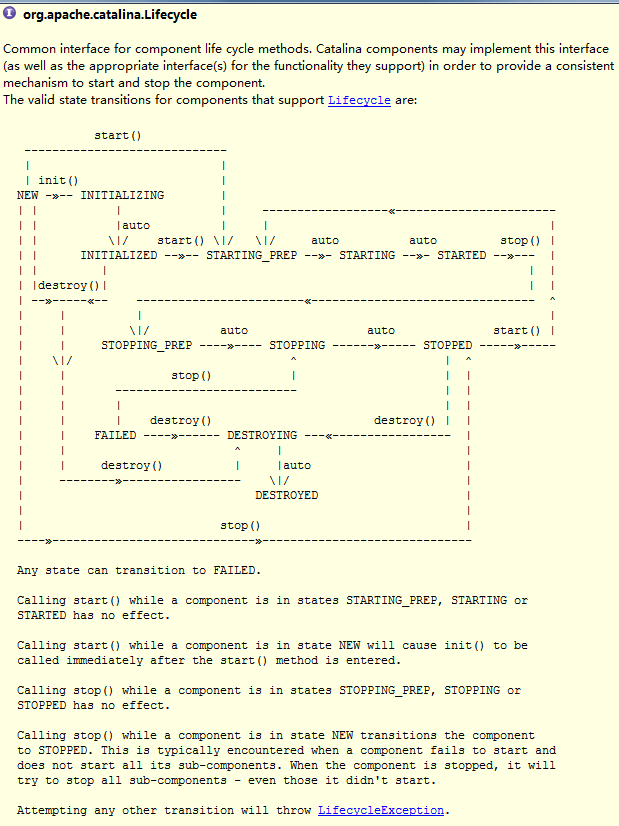 org.apache.catalina.Lifecycle
Common interface for component life cycle methods. Catalina components may implement this interface
(as well as the appropriate interface(s) for the functionality they support) in order to provide a consistent
mechanism to start and stop the component.
The valid state transitions for components that support Lifecycle are:
            start()
  -----------------------------
  |                           |
  | init()                    |
 NEW -»-- INITIALIZING        |
 | |           |              |     ------------------«-----------------------
 | |           |auto          |     |                                        |
 | |          \|/    start() \|/   \|/     auto          auto         stop() |
 | |      INITIALIZED --»-- STARTING_PREP --»- STARTING --»- STARTED --»---  |
 | |         |                                                            |  |
 | |destroy()|                                                            |  |
 | --»-----«--    ------------------------«--------------------------------  ^
 |     |          |                                                          |
 |     |         \|/          auto                 auto              start() |
 |     |     STOPPING_PREP ----»---- STOPPING ------»----- STOPPED -----»-----
 |    \|/                               ^                     |  ^
 |     |               stop()           |                     |  |
 |     |       --------------------------                     |  |
 |     |       |                                              |  |
 |     |       |    destroy()                       destroy() |  |
 |     |    FAILED ----»------ DESTROYING ---«-----------------  |
 |     |                        ^     |                          |
 |     |     destroy()          |     |auto                      |
 |     --------»-----------------    \|/                         |
 |                                 DESTROYED                     |
 |                                                               |
 |                            stop()                             |
 ----»-----------------------------»------------------------------
Any state can transition to FAILED.
Calling start() while a component is in states STARTING_PREP, STARTING or
STARTED has no effect.
Calling start() while a component is in state NEW will cause init() to be
called immediately after the start() method is entered.
Calling stop() while a component is in states STOPPING_PREP, STOPPING or
STOPPED has no effect.
Calling stop() while a component is in state NEW transitions the component
to STOPPED. This is typically encountered when a component fails to start and
does not start all its sub-components. When the component is stopped, it will
try to stop all sub-components - even those it didn't start.
Attempting any other transition will throw LifecycleException.